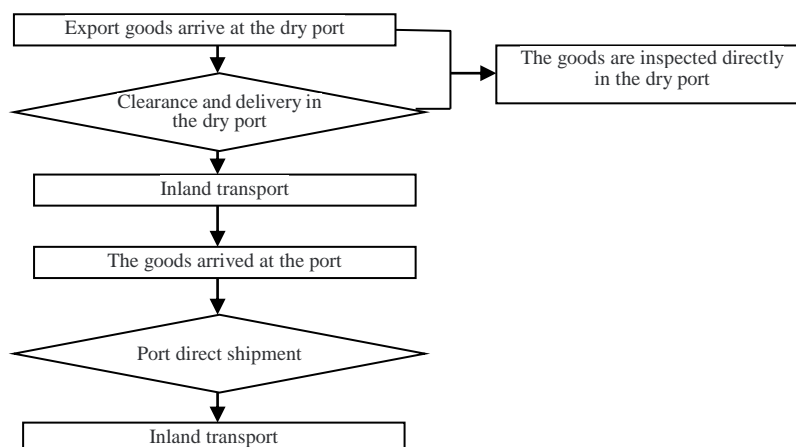 Export goods arrive at the dry port
The goods are inspected directly
in the dry port
Clearance and delivery in
the dry port
Inland transport
The goods arrived at the port
Port direct shipment
Inland transport